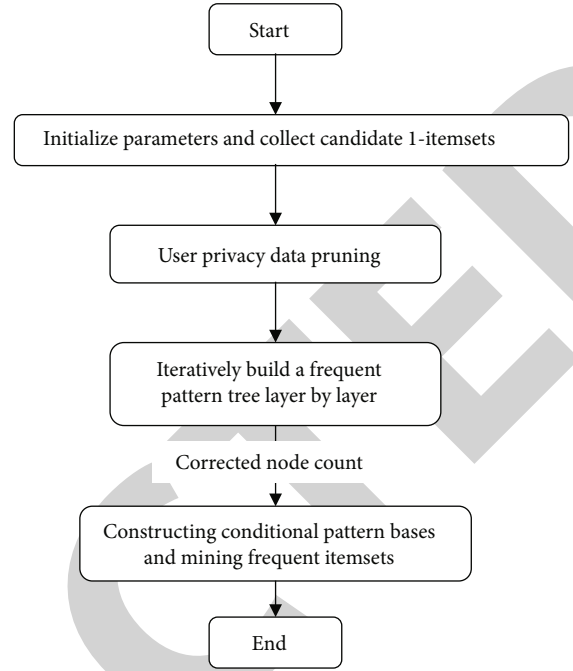 Start
Initialize parameters and collect candidate 1-itemsets
User privacy data pruning
Iteratively build a frequent
pattern tree layer by layer
Corrected node count
Constructing conditional pattern bases
and mining frequent itemsets
End